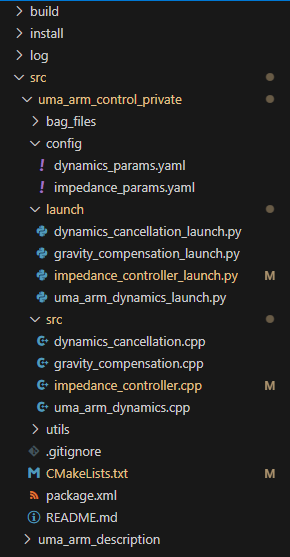 build
install
log
src
uma_arm_control_private
bag_files
config
dynamics_params.yaml
impedance_params.yaml
launch
dynamics_cancellation_launch.py
gravity_compensation_launch.py
impedance_controller_launch.py M
uma_arm_dynamics_launch.py
src
dynamics_cancellation.cpp
gravity_compensation.cpp
impedance_controller.cpp M
uma_arm_dynamics.cpp
utils
.gitignore
CMakeLists.txt M
package.xml
README.md
uma_arm_description